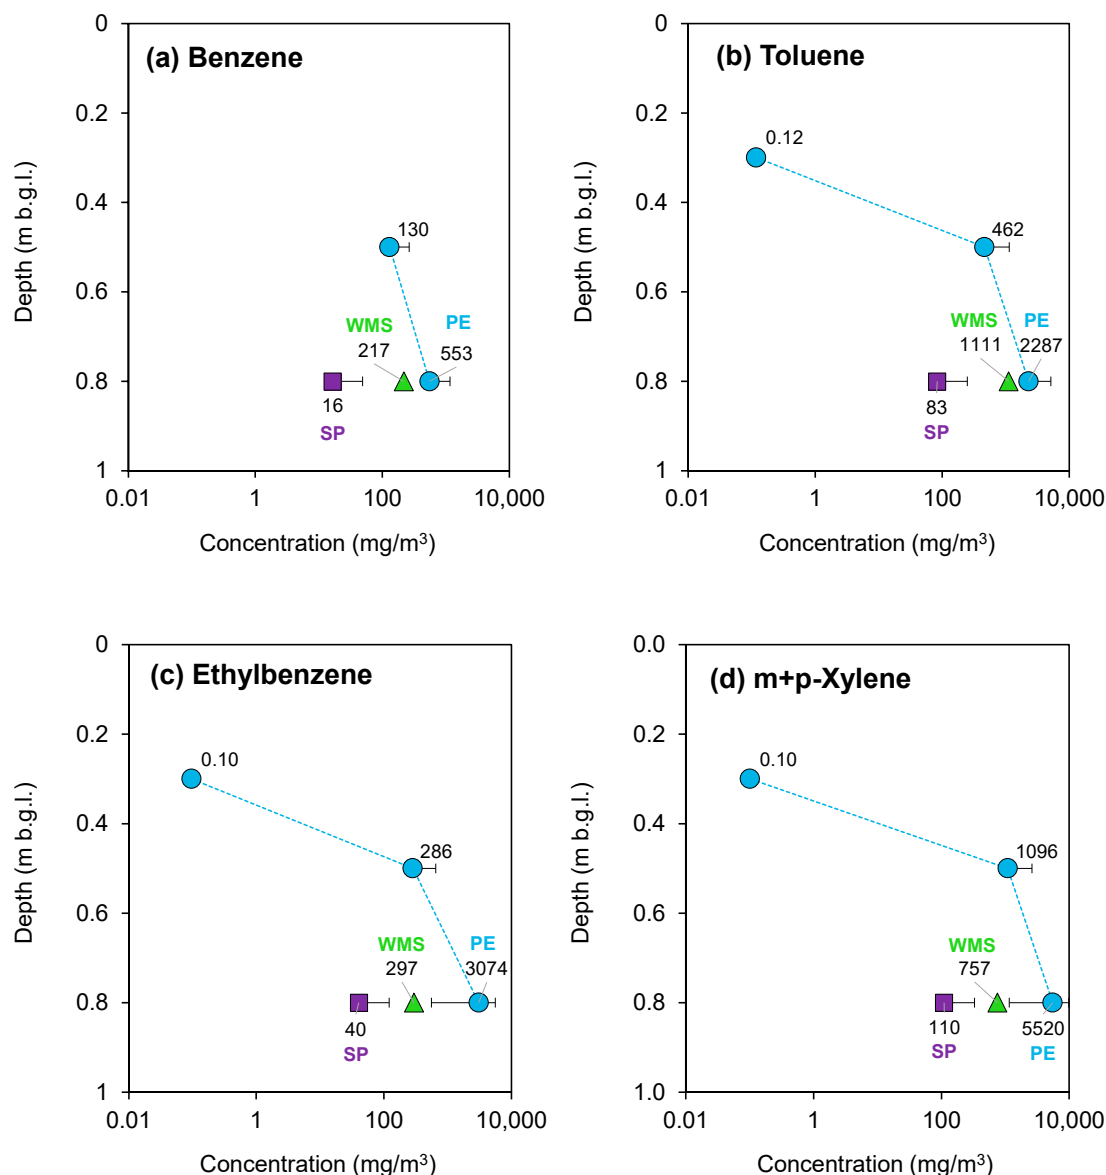 (a) Benzene
0
0.2
0.4
0.6
0.8
1
Depth (m b.g.l.)
130
WMS
PE
217
553
16
SP
0.01
1
100
10,000
Concentration (mg/m³)
(b) Toluene
0
0.2
0.4
0.6
0.8
1
Depth (m b.g.l.)
0.12
462
WMS
PE
1111
2287
83
SP
0.01
1
100
10,000
Concentration (mg/m³)
(c) Ethylbenzene
0
0.2
0.4
0.6
0.8
1
Depth (m b.g.l.)
0.10
286
WMS
PE
297
3074
40
SP
0.01
1
100
10,000
Concentration (mg/m³)
(d) m+p-Xylene
0.0
0.2
0.4
0.6
0.8
1.0
Depth (m b.g.l.)
0.10
1096
WMS
757
110
5520
SP
PE
0.01
1
100
10,000
Concentration (mg/m³)